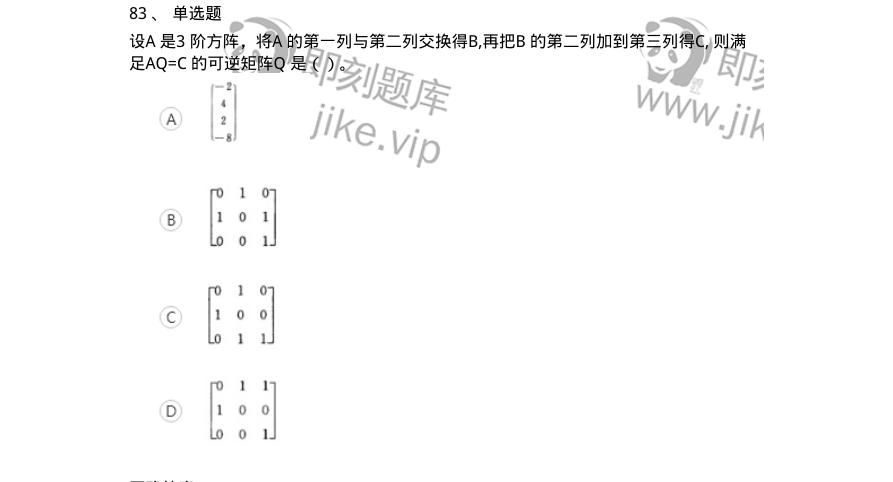 83 、 单选题
设A 是3 阶方阵，将A 的第一列与第二列交换得B,再把B 的第二列加到第三列得C, 则满
足AQ=C 的可逆矩阵Q 是 ( ) 。
即刻题库
jike.vip
即
www.jik
A
-2
4
2
-8
B
0 1 0
1 0 1
0 0 1
C
0 1 0
1 0 0
0 1 1
D
0 1 1
1 0 0
0 0 1